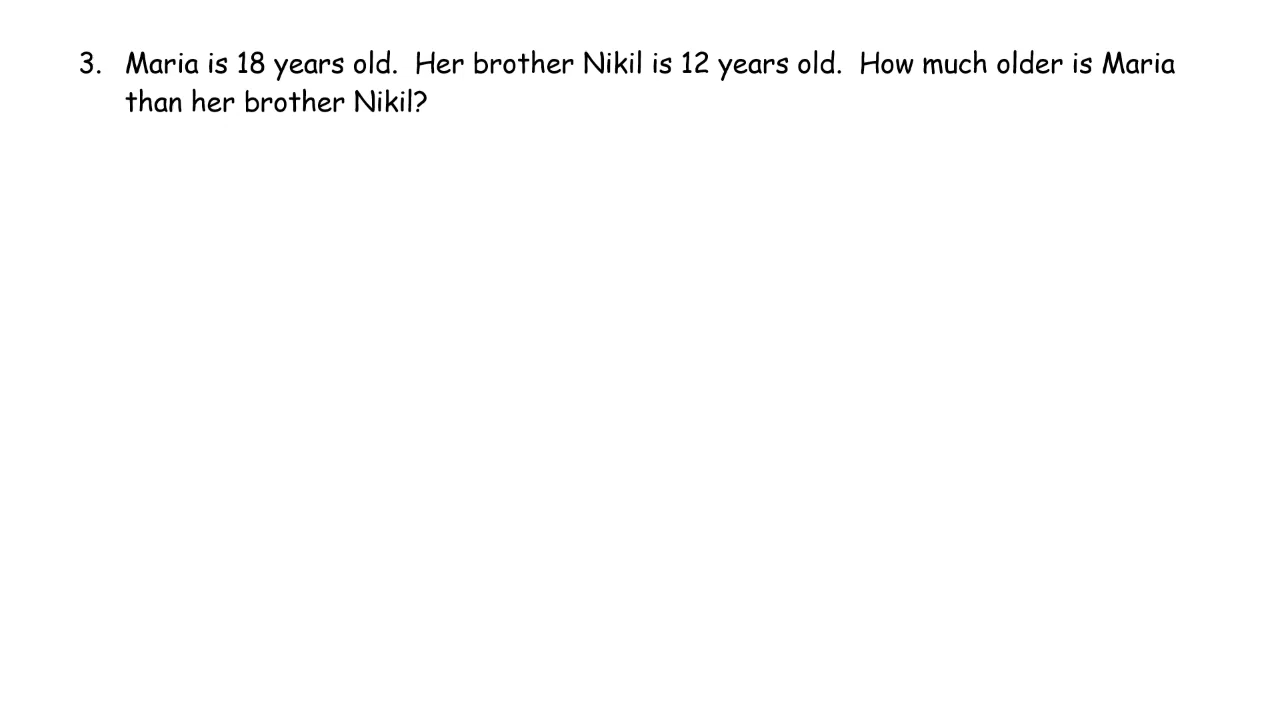 3. Maria is 18 years old. Her brother Nikil is 12 years old. How much older is Maria
than her brother Nikil?